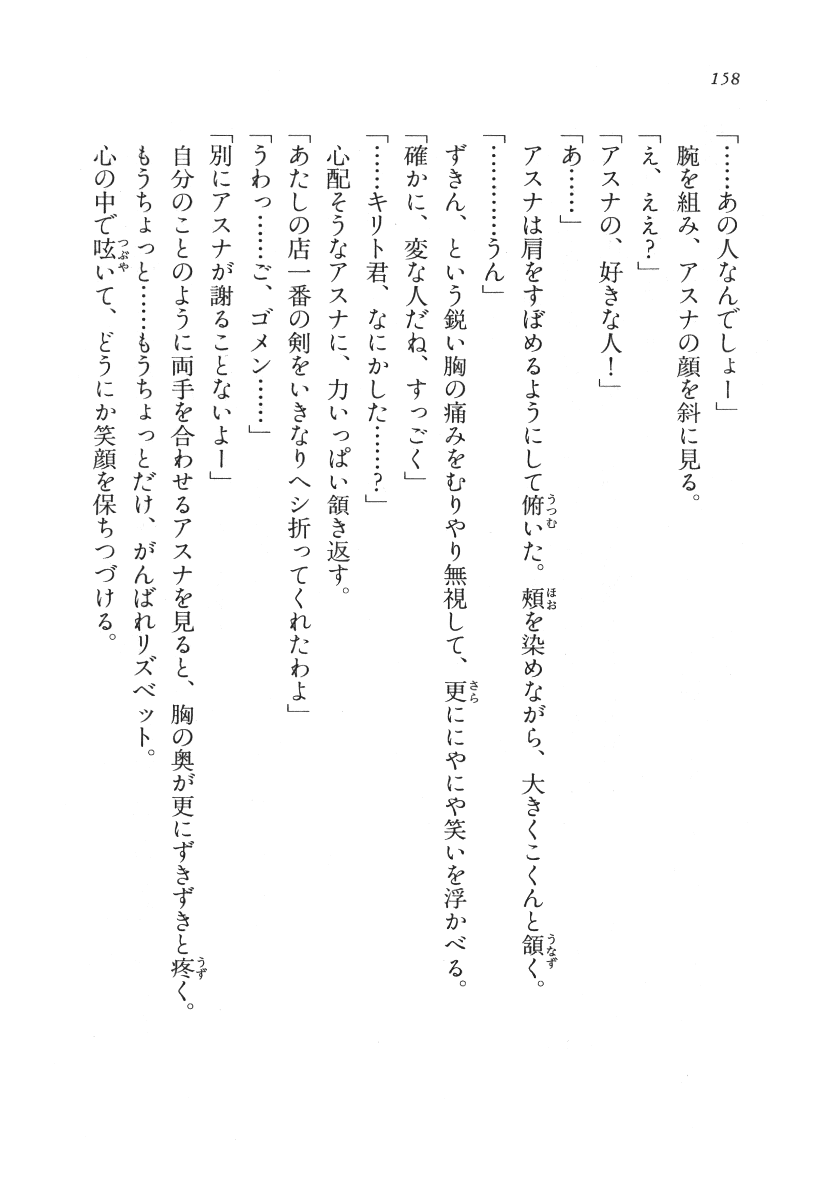 158
「……あの人なんでしょー」
腕を組み、アスナの顔を斜に見る。
「え、ええ?」
「アスナの、好きな人!」
「あ……」
アスナは肩をすぼめるようにして俯いた。頬を染めながら、大きくこくんと頷く。
「…………うん」
ずきん、という鋭い胸の痛みをむりやり無視して、更ににやにや笑いを浮かべる。
「確かに、変な人だね、すっごく」
「……キリト君、なにかした……?」
心配そうなアスナに、力いっぱい頷き返す。
「あたしの店一番の剣をいきなりヘシ折ってくれたわよ」
「うわっ……ご、ゴメン……」
「別にアスナが謝ることないよー」
自分のことのように両手を合わせるアスナを見ると、胸の奥が更にずきずきと疼く。
もうちょっと……もうちょっとだけ、がんばれリズベット。
心の中で呟いて、どうにか笑顔を保ちつづける。